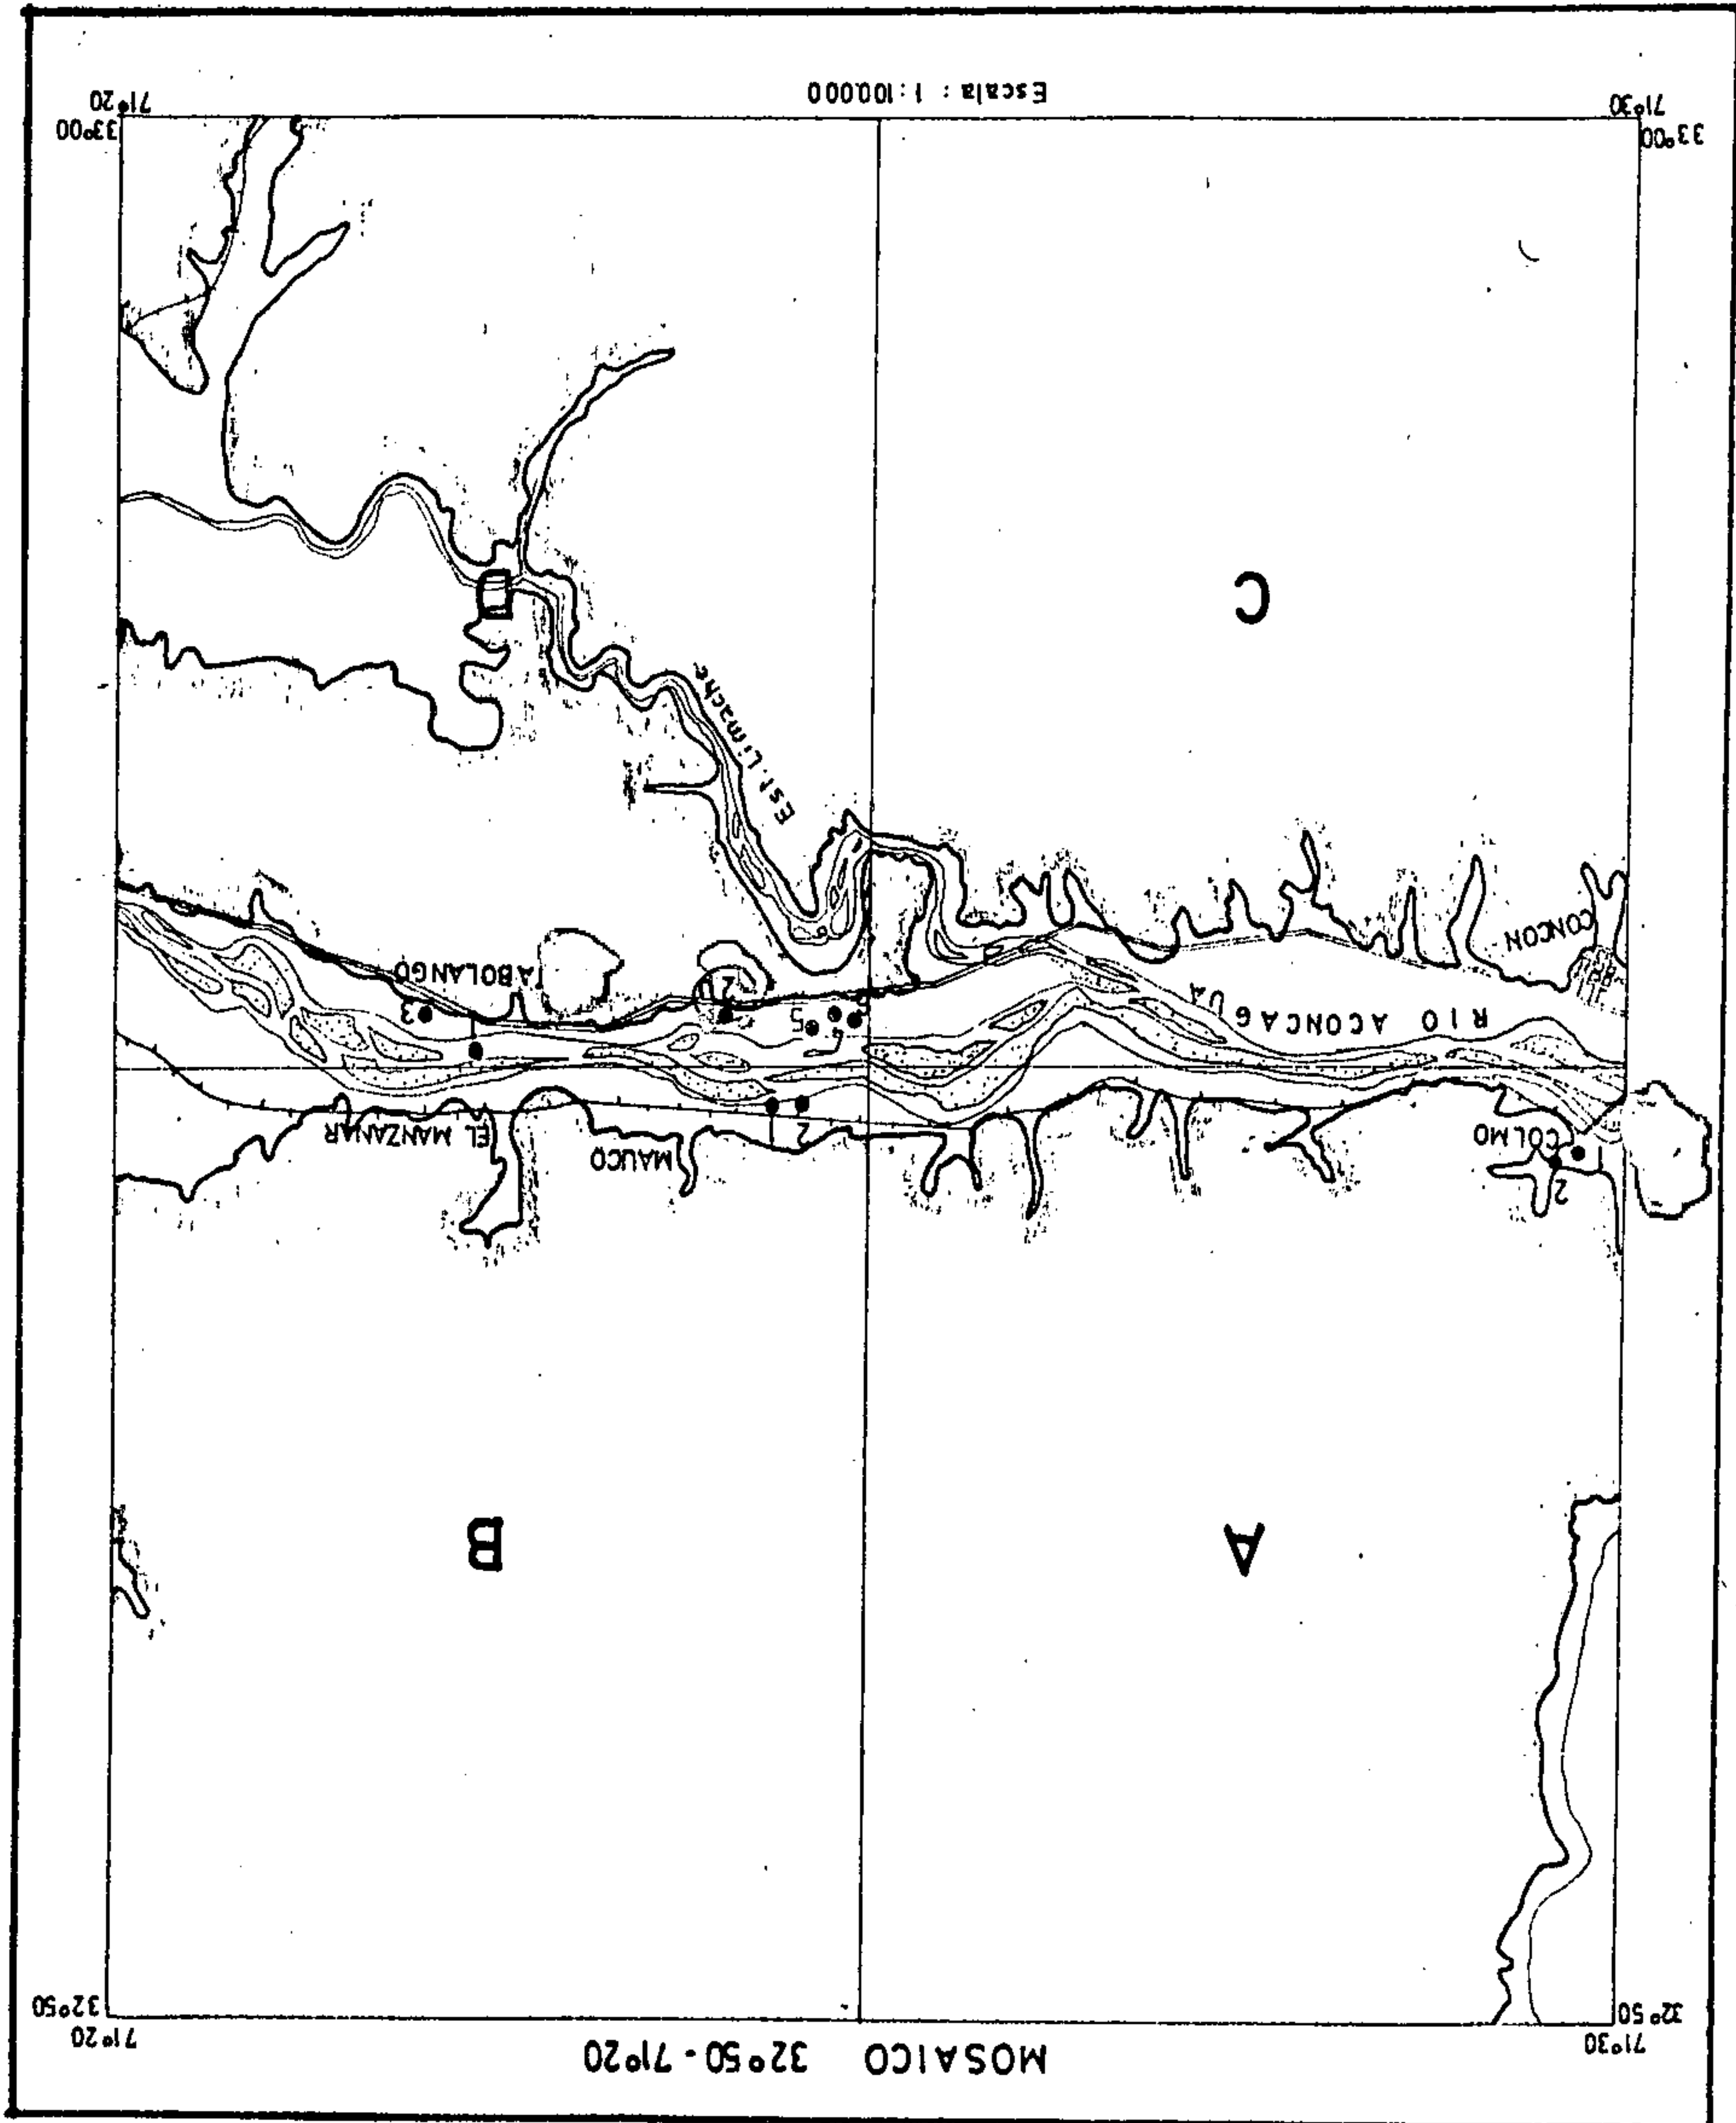 MOSAICO 32°50 - 71°20
71°30
71°20
32°50
32°50
A
B
2
COLMO
MAUCO
EL MANZANAR
2
RIO ACONCAGUA
4
5
2
3
CONCON
TABOLANGO
Est. Limache
C
D
33°00
33°00
71°30
71°20
Escala : 1:100.000